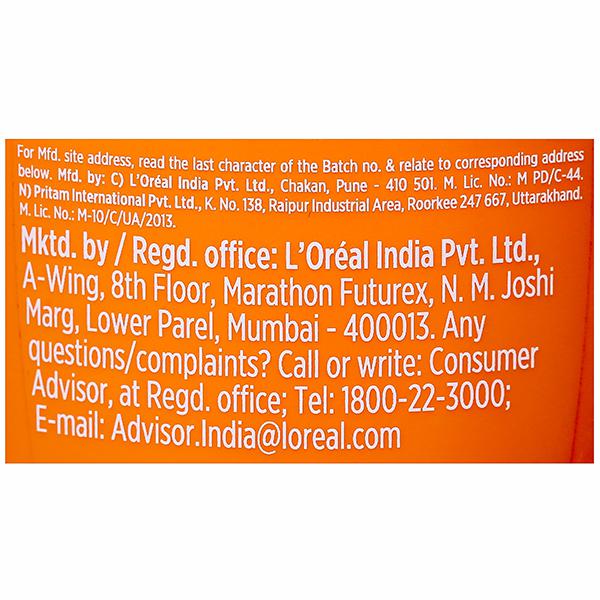 For Mfd. site address, read the last character of the Batch no. & relate to corresponding address
below. Mfd. by: C) L'Oréal India Pvt. Ltd., Chakan, Pune - 410 501. M. Lic. No.: M PD/C-44.
N) Pritam International Pvt. Ltd., K. No. 138, Raipur Industrial Area, Roorkee 247 667, Uttarakhand.
M. Lic. No.: M-10/C/UA/2013.
Mktd. by / Regd. office: L'Oréal India Pvt. Ltd.,
A-Wing, 8th Floor, Marathon Futurex, N. M. Joshi
Marg, Lower Parel, Mumbai - 400013. Any
questions/complaints? Call or write: Consumer
Advisor, at Regd. office; Tel: 1800-22-3000;
E-mail: Advisor.India@loreal.com